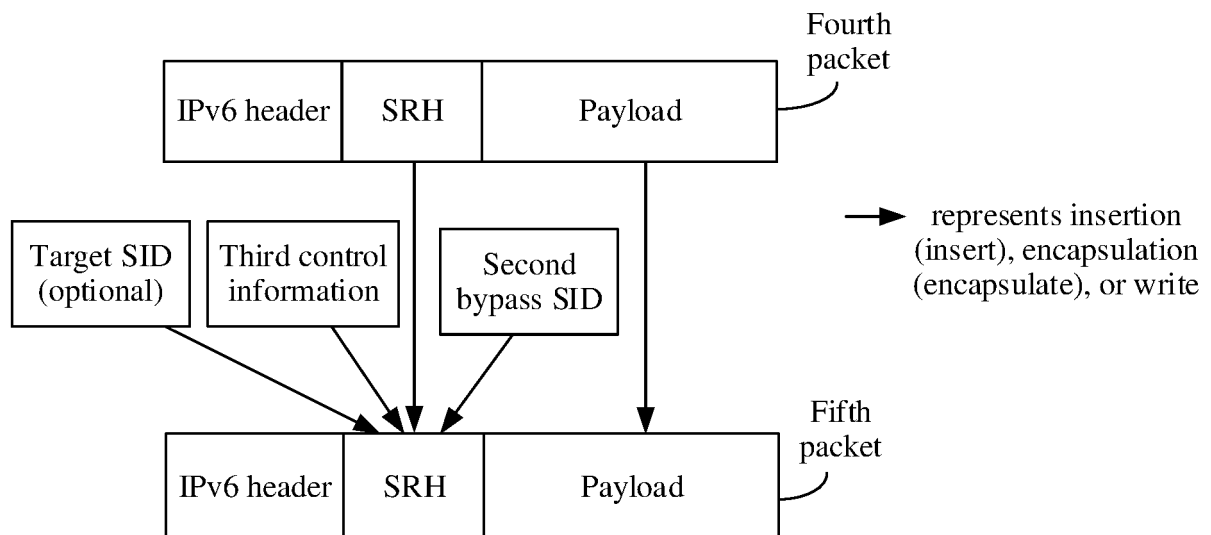 Fourth
packet
IPv6 header
SRH
Payload
Target SID
(optional)
Third control
information
Second
bypass SID
represents insertion
(insert), encapsulation
(encapsulate), or write
Fifth
packet
IPv6 header
SRH
Payload